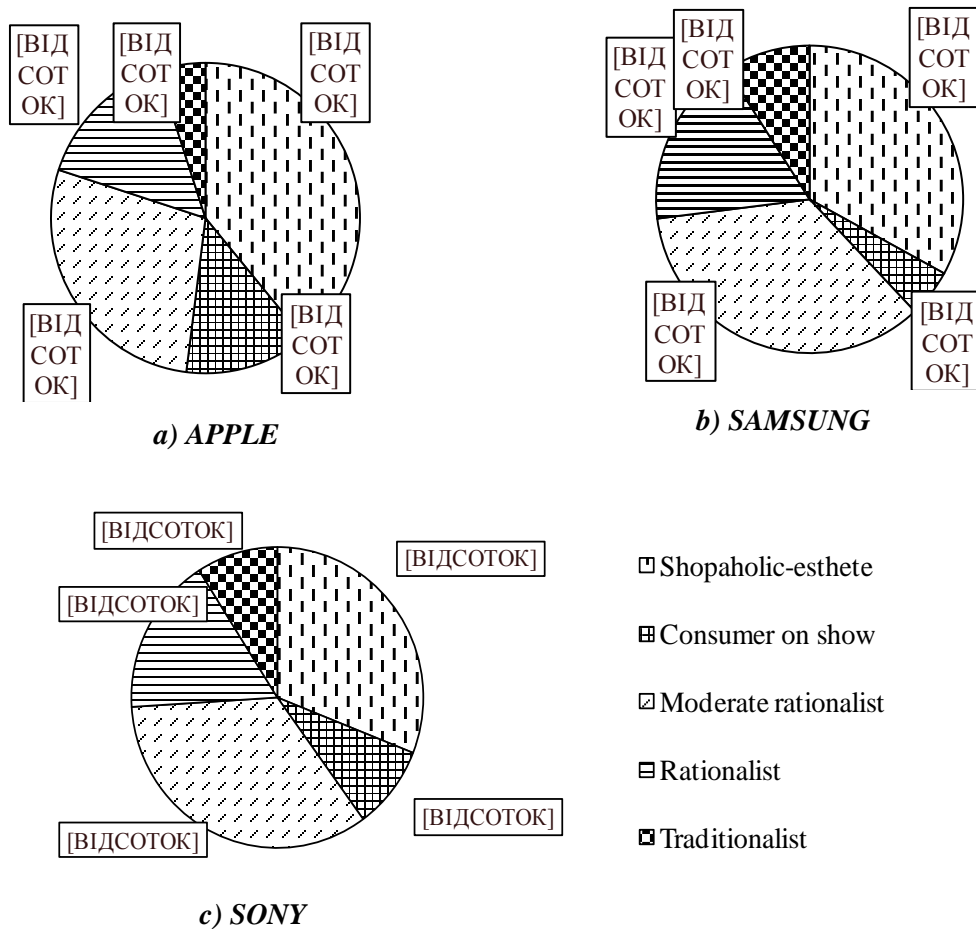 [ВІД
СОТ
ОК]
[ВІД
СОТ
ОК]
[ВІД
СОТ
ОК]
[ВІД
СОТ
ОК]
[ВІД
СОТ
ОК]
a) APPLE
[ВІД
СОТ
ОК]
[ВІД
СОТ
ОК]
[ВІД
СОТ
ОК]
[ВІД
СОТ
ОК]
[ВІД
СОТ
ОК]
b) SAMSUNG
[ВІДСОТОК]
[ВІДСОТОК]
[ВІДСОТОК]
[ВІДСОТОК]
[ВІДСОТОК]
c) SONY
Shopaholic-esthete
Consumer on show
Moderate rationalist
Rationalist
Traditionalist